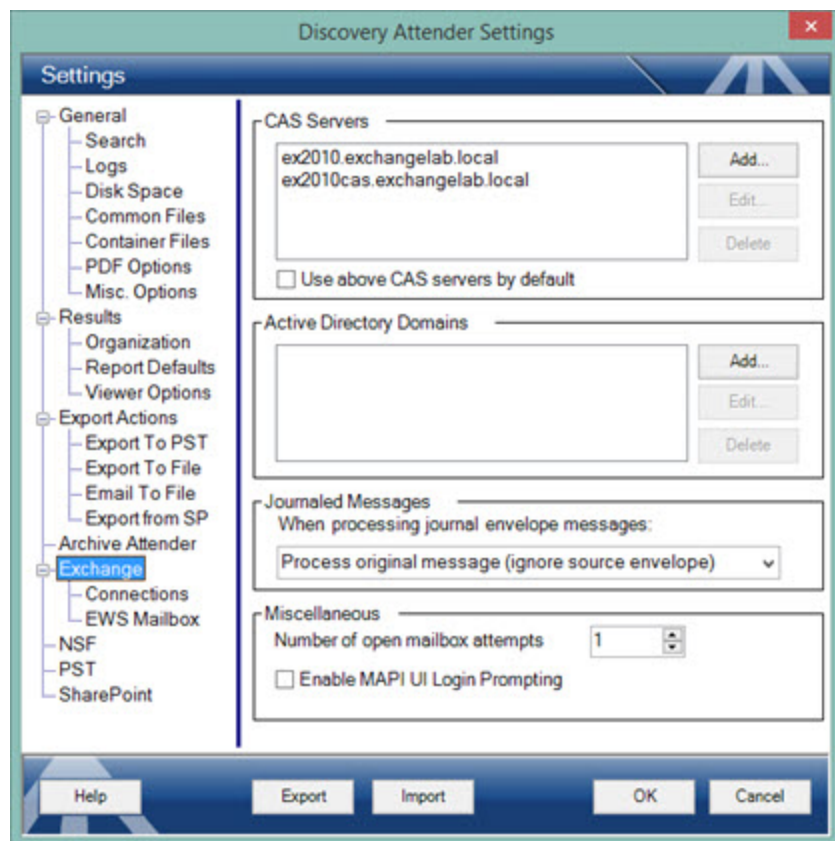 Discovery Attender Settings
Settings
General
Search
Logs
Disk Space
Common Files
Container Files
PDF Options
Misc. Options
Results
Organization
Report Defaults
Viewer Options
Export Actions
Export To PST
Export To File
Email To File
Export from SP
Archive Attender
Exchange
Connections
EWS Mailbox
NSF
PST
SharePoint
CAS Servers
ex2010.exchangelab.local
ex2010cas.exchangelab.local
Add...
Edit...
Delete
Use above CAS servers by default
Active Directory Domains
Add...
Edit...
Delete
Journaled Messages
When processing journal envelope messages:
Process original message (ignore source envelope)
Miscellaneous
Number of open mailbox attempts 1
Enable MAPI UI Login Prompting
Help Export Import OK Cancel